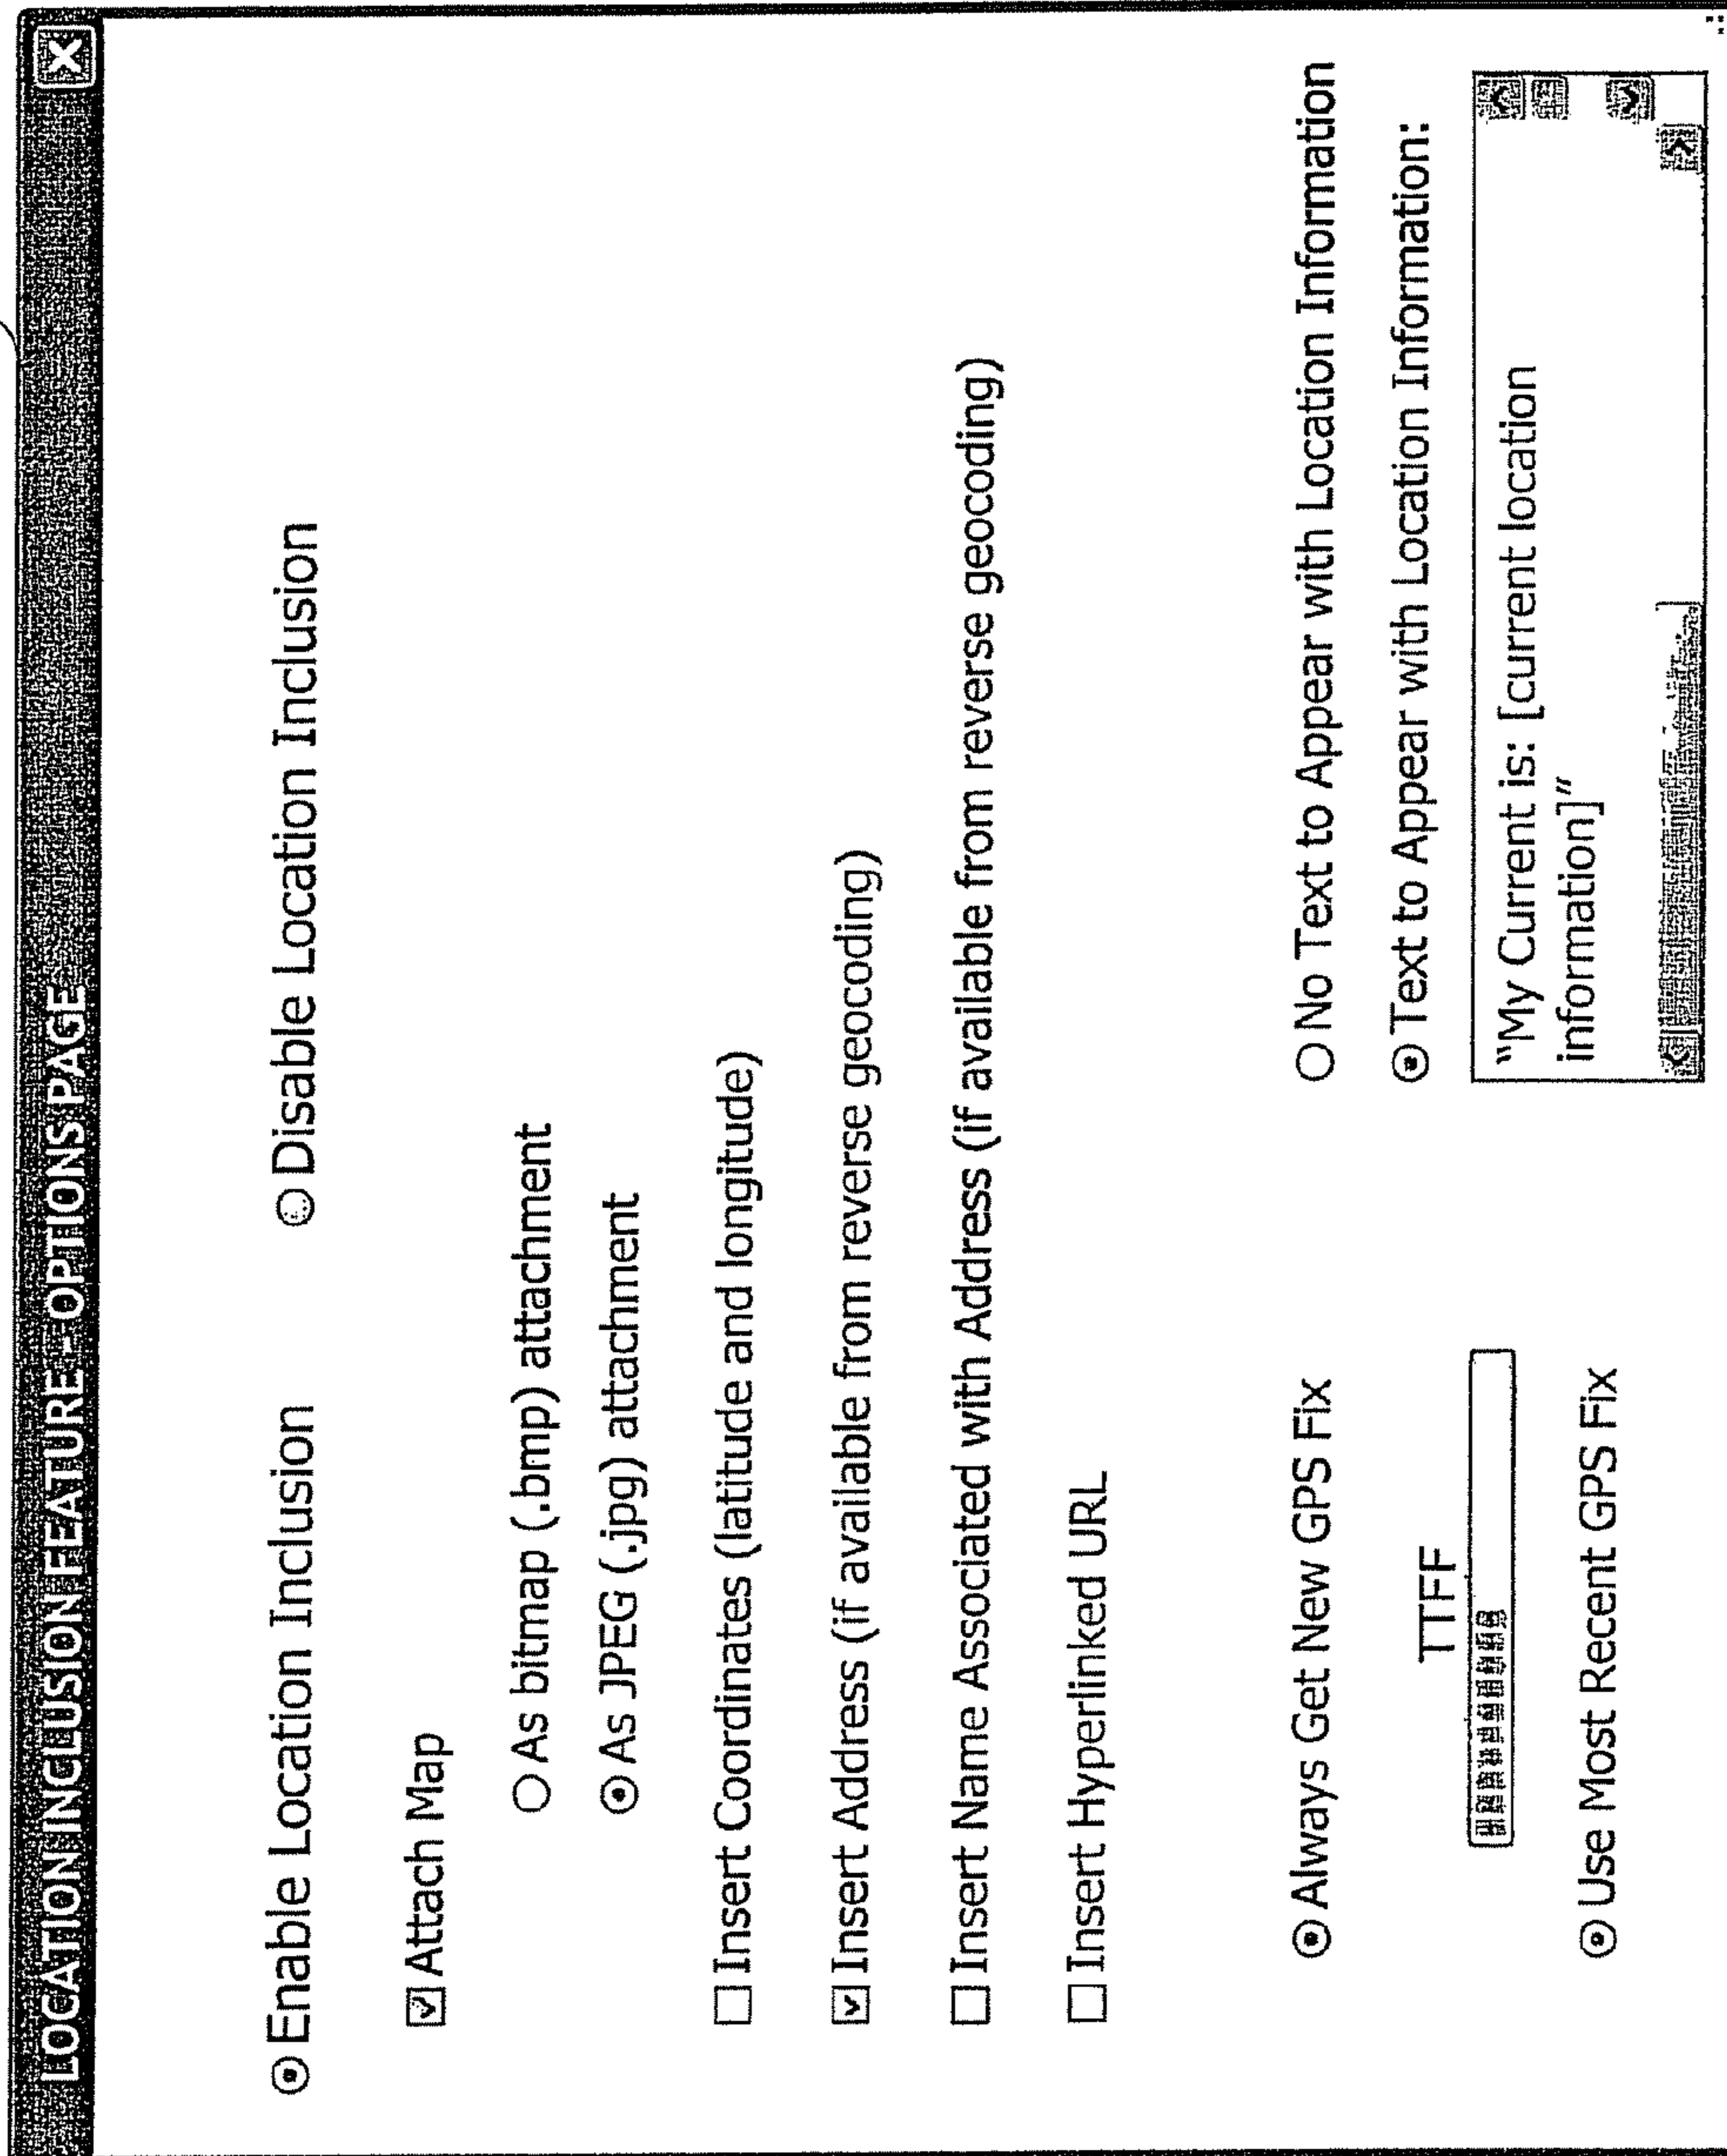 LOCATION INCLUSION FEATURE-OPTIONS PAGE
Enable Location Inclusion
Disable Location Inclusion
Attach Map
As bitmap (.bmp) attachment
As JPEG (.jpg) attachment
Insert Coordinates (latitude and longitude)
Insert Address (if available from reverse geocoding)
Insert Name Associated with Address (if available from reverse geocoding)
Insert Hyperlinked URL
Always Get New GPS Fix
TTFF
Use Most Recent GPS Fix
No Text to Appear with Location Information
Text to Appear with Location Information:
“My Current is: [current location
information]”